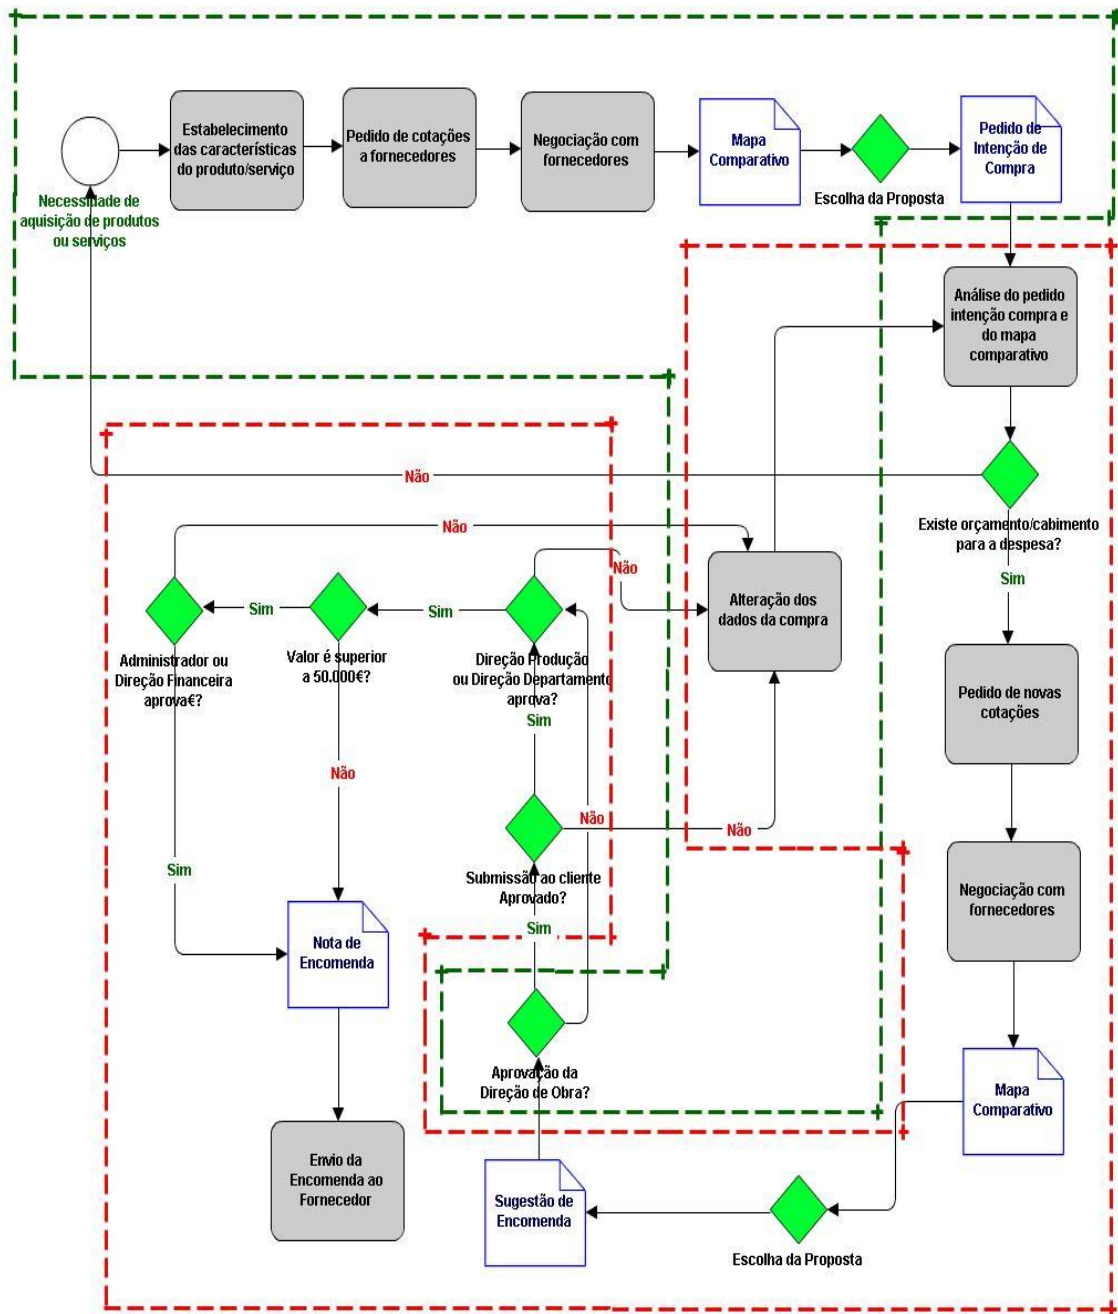 Estabelecimento
das características
do produto/serviço
Pedido de cotações
a fornecedores
Negociação com
fornecedores
Mapa
Comparativo
Escolha da Proposta
Pedido de
Intenção de
Compra
Necessidade de
aquisição de produtos
ou serviços
Análise do pedido
intenção compra e
do mapa
comparativo
Não
Existe orçamento/cabimento
para a despesa?
Sim
Não
Não
Alteração dos
dados da compra
Sim
Sim
Administrador ou
Direção Financeira
aprova€?
Valor é superior
a 50.000€?
Direção Produção
ou Direção Departamento
aprova?
Pedido de novas
cotações
Sim
Não
Não
Não
Sim
Submissão ao cliente
Aprovado?
Negociação com
fornecedores
Sim
Nota de
Encomenda
Aprovação da
Direção de Obra?
Mapa
Comparativo
Envio da
Encomenda ao
Fornecedor
Sugestão de
Encomenda
Escolha da Proposta